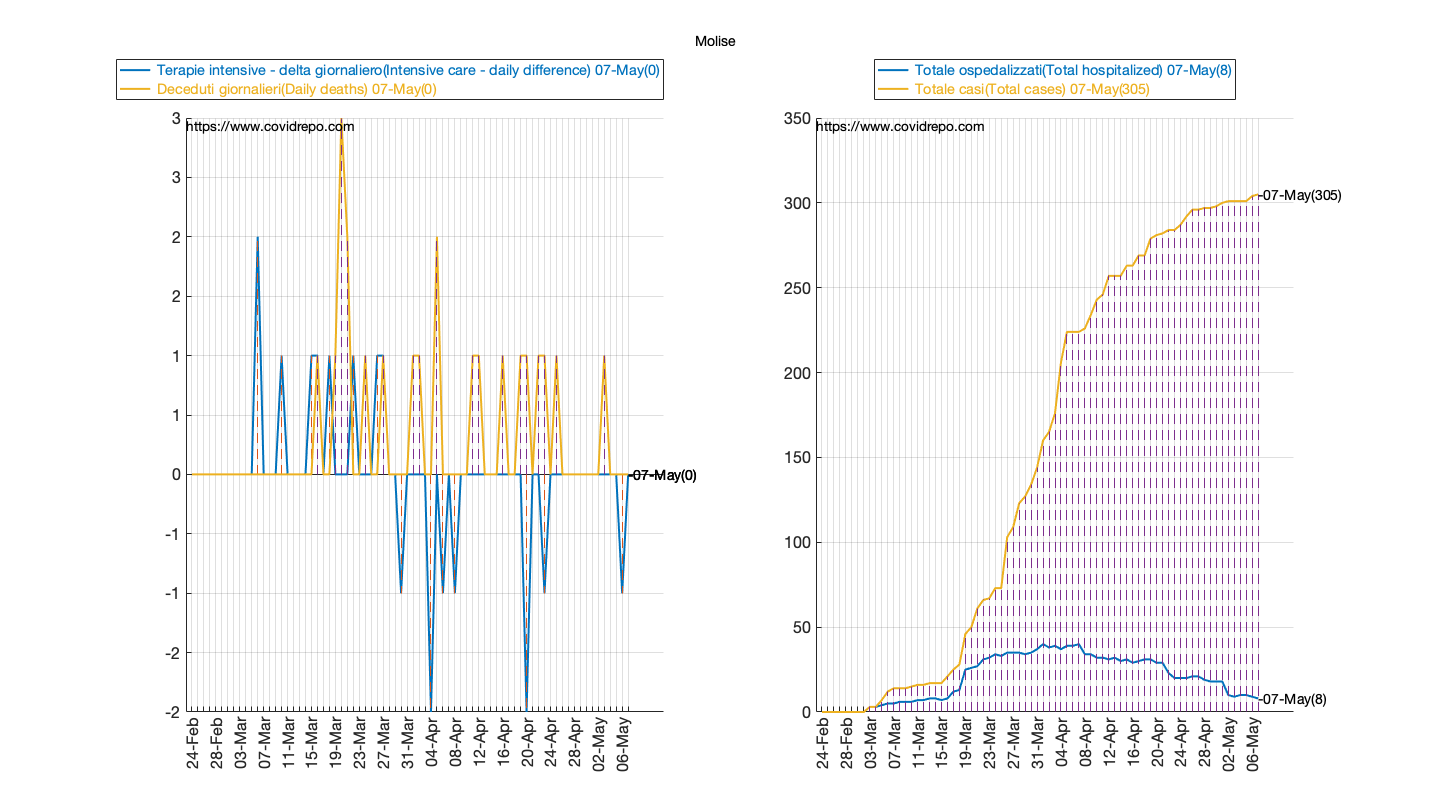 Molise
Terapie intensive - delta giornaliero(Intensive care - daily difference) 07-May(0)
Deceduti giornalieri(Daily deaths) 07-May(0)
https://www.covidrepo.com
3
3
2
2
1
1
0
-1
-1
-2
-2
07-May(0)
24-Feb
28-Feb
03-Mar
07-Mar
11-Mar
15-Mar
19-Mar
23-Mar
27-Mar
31-Mar
04-Apr
08-Apr
12-Apr
16-Apr
20-Apr
24-Apr
28-Apr
02-May
06-May
Totale ospedalizzati(Total hospitalized) 07-May(8)
Totale casi(Total cases) 07-May(305)
https://www.covidrepo.com
350
300
250
200
150
100
50
0
07-May(305)
07-May(8)
24-Feb
28-Feb
03-Mar
07-Mar
11-Mar
15-Mar
19-Mar
23-Mar
27-Mar
31-Mar
04-Apr
08-Apr
12-Apr
16-Apr
20-Apr
24-Apr
28-Apr
02-May
06-May